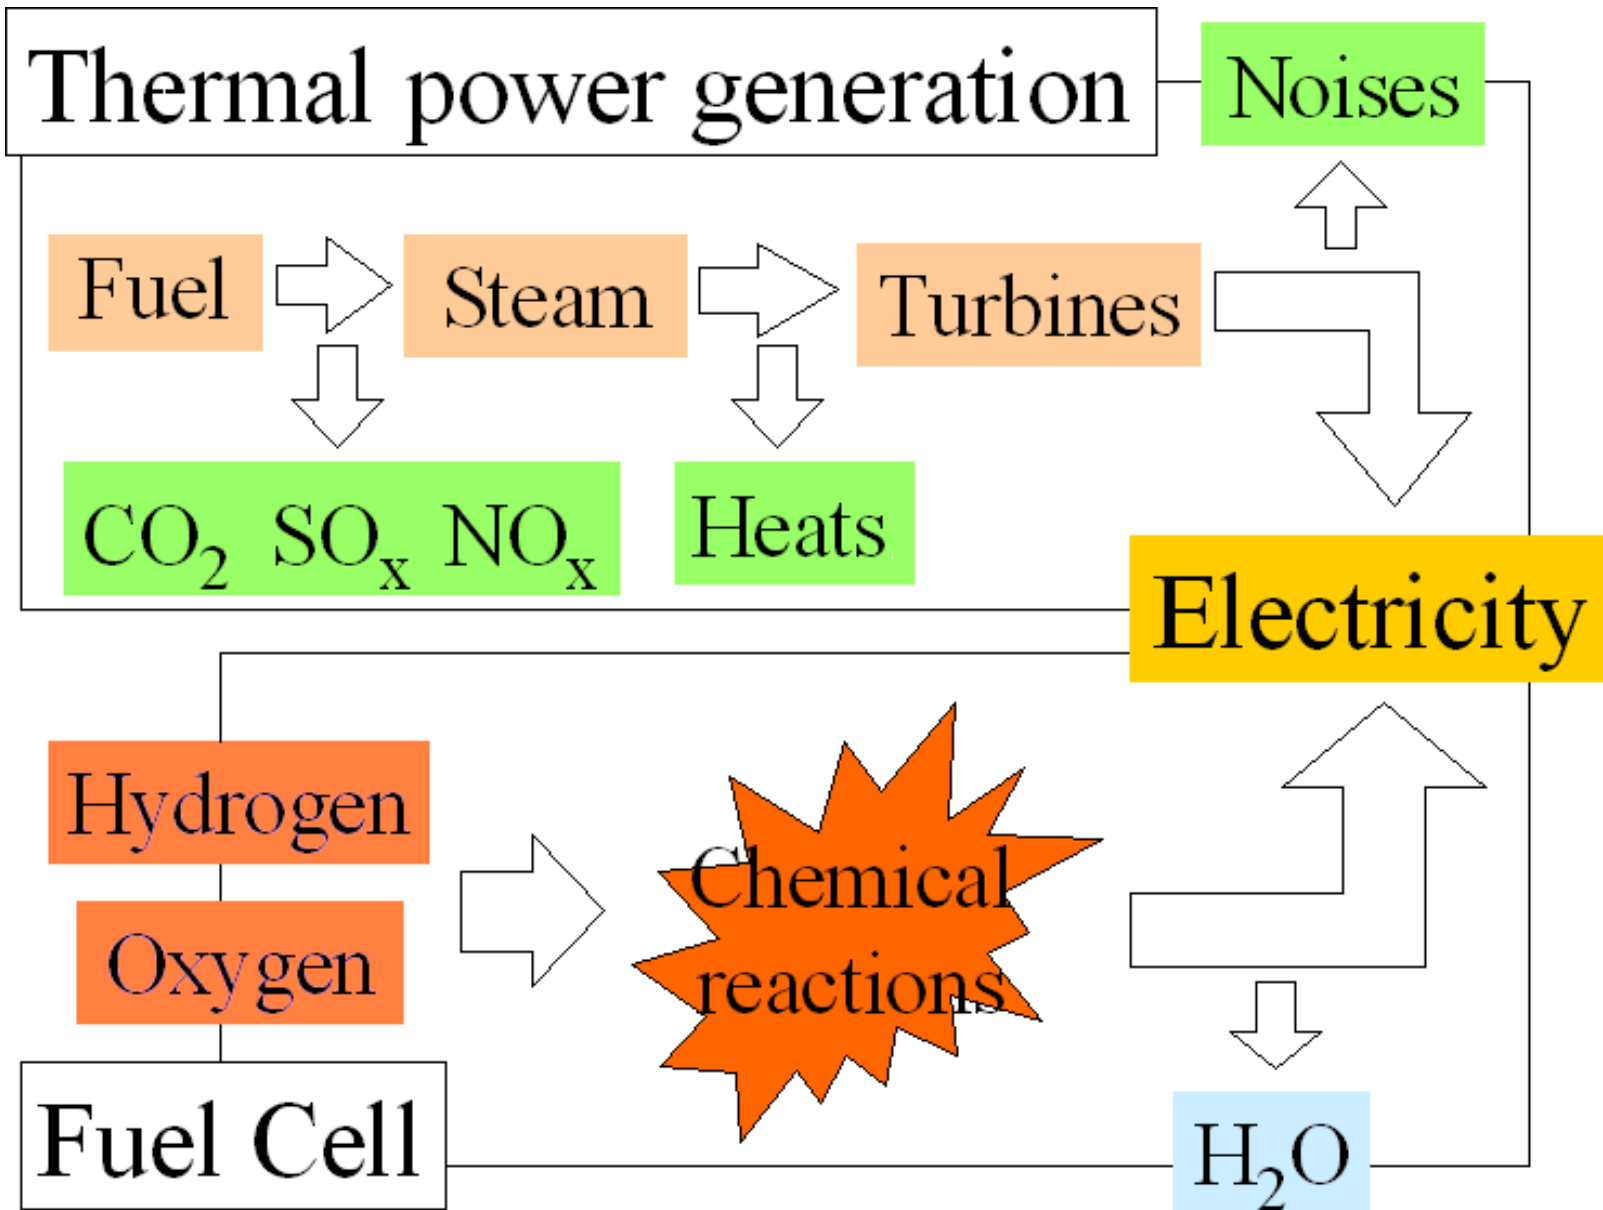 Thermal power generation
Noises
Fuel
Steam
Turbines
CO₂ SOₓ NOₓ
Heats
Electricity
Hydrogen
Oxygen
Chemical
reactions
Fuel Cell
H₂O